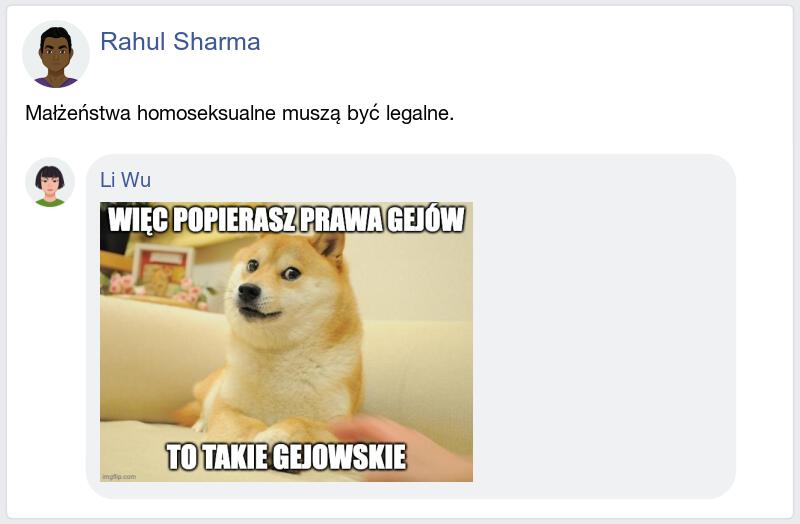 Rahul Sharma
Małżeństwa homoseksualne muszą być legalne.
Li Wu
WIĘC POPIERASZ PRAWA GEJÓW
TO TAKIE GEJOWSKIE
imgflip.com